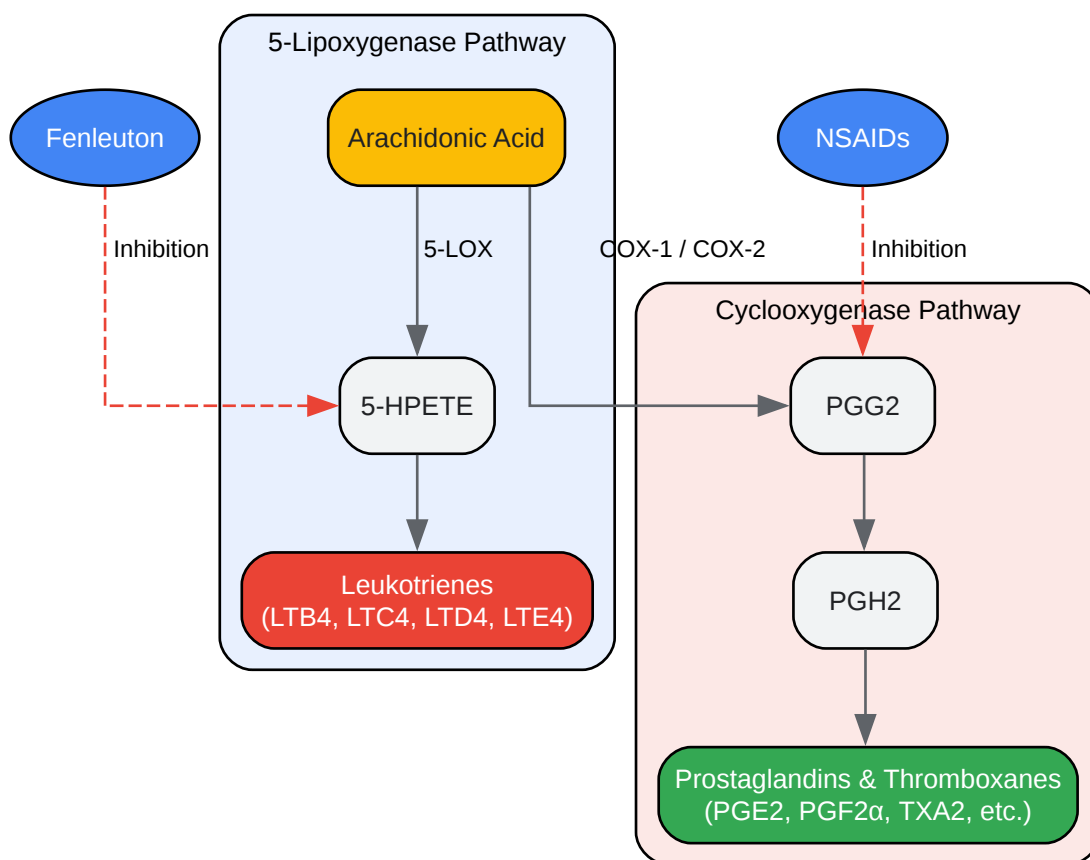 5-Lipoxygenase Pathway
Fenleuton
Arachidonic Acid
NSAIDs
Inhibition
5-LOX
COX-1 / COX-2
Inhibition
Cyclooxygenase Pathway
5-HPETE
PGG2
Leukotrienes
(LTB4, LTC4, LTD4, LTE4)
PGH2
Prostaglandins & Thromboxanes
(PGE2, PGF2α, TXA2, etc.)